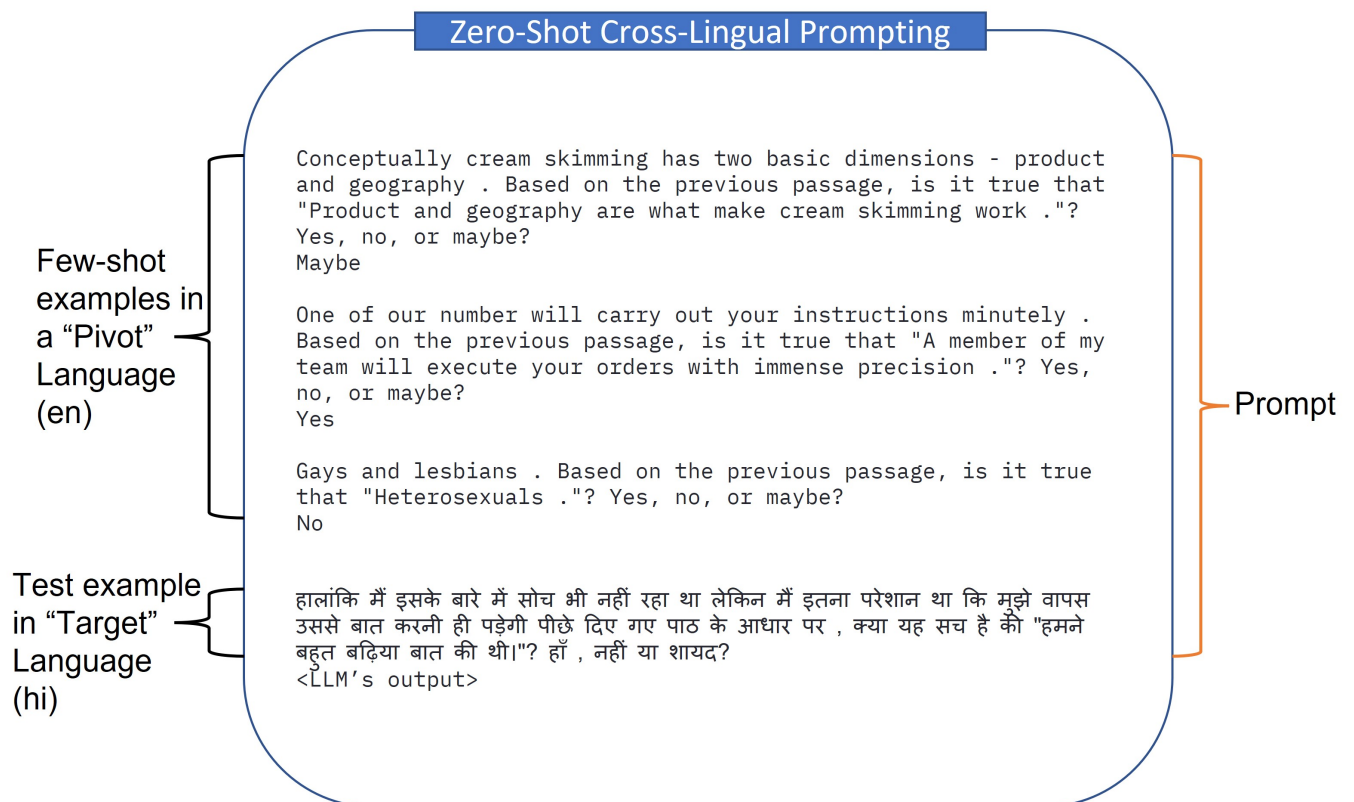 Zero-Shot Cross-Lingual Prompting
Conceptually cream skimming has two basic dimensions - product
and geography . Based on the previous passage, is it true that
"Product and geography are what make cream skimming work ."?
Yes, no, or maybe?
Maybe
One of our number will carry out your instructions minutely .
Based on the previous passage, is it true that "A member of my
team will execute your orders with immense precision ."? Yes,
no, or maybe?
Yes
Gays and lesbians . Based on the previous passage, is it true
that "Heterosexuals ."? Yes, no, or maybe?
No
हालांकि मैं इसके बारे में सोच भी नहीं रहा था लेकिन मैं इतना परेशान था कि मुझे वापस
उससे बात करनी ही पड़ेगी पीछे दिए गए पाठ के आधार पर , क्या यह सच है की "हमने
बहुत बढ़िया बात की थी।"? हाँ , नहीं या शायद?
<LLM’s output>
Few-shot
examples in
a “Pivot”
Language
(en)
Test example
in “Target”
Language
(hi)
Prompt